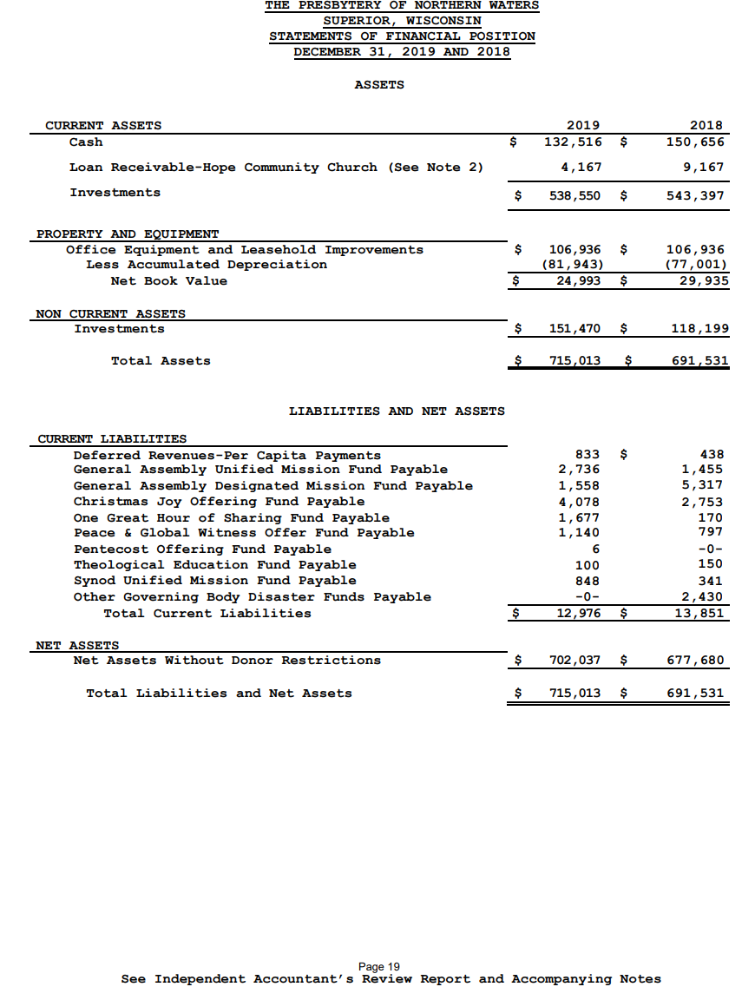 THE PRESBYTERY OF NORTHERN WATERS
SUPERIOR, WISCONSIN
STATEMENTS OF FINANCIAL POSITION
DECEMBER 31, 2019 AND 2018
ASSETS
CURRENT ASSETS 2019 2018
Cash $ 132,516 $ 150,656
Loan Receivable-Hope Community Church (See Note 2) 4,167 9,167
Investments $ 538,550 $ 543,397
PROPERTY AND EQUIPMENT
Office Equipment and Leasehold Improvements $ 106,936 $ 106,936
Less Accumulated Depreciation (81,943) (77,001)
Net Book Value $ 24,993 $ 29,935
NON CURRENT ASSETS
Investments $ 151,470 $ 118,199
Total Assets $ 715,013 $ 691,531
LIABILITIES AND NET ASSETS
CURRENT LIABILITIES
Deferred Revenues-Per Capita Payments 833 $ 438
General Assembly Unified Mission Fund Payable 2,736 1,455
General Assembly Designated Mission Fund Payable 1,558 5,317
Christmas Joy Offering Fund Payable 4,078 2,753
One Great Hour of Sharing Fund Payable 1,677 170
Peace & Global Witness Offer Fund Payable 1,140 797
Pentecost Offering Fund Payable 6 -0-
Theological Education Fund Payable 100 150
Synod Unified Mission Fund Payable 848 341
Other Governing Body Disaster Funds Payable -0- 2,430
Total Current Liabilities $ 12,976 $ 13,851
NET ASSETS
Net Assets Without Donor Restrictions $ 702,037 $ 677,680
Total Liabilities and Net Assets $ 715,013 $ 691,531
Page 19
See Independent Accountant's Review Report and Accompanying Notes